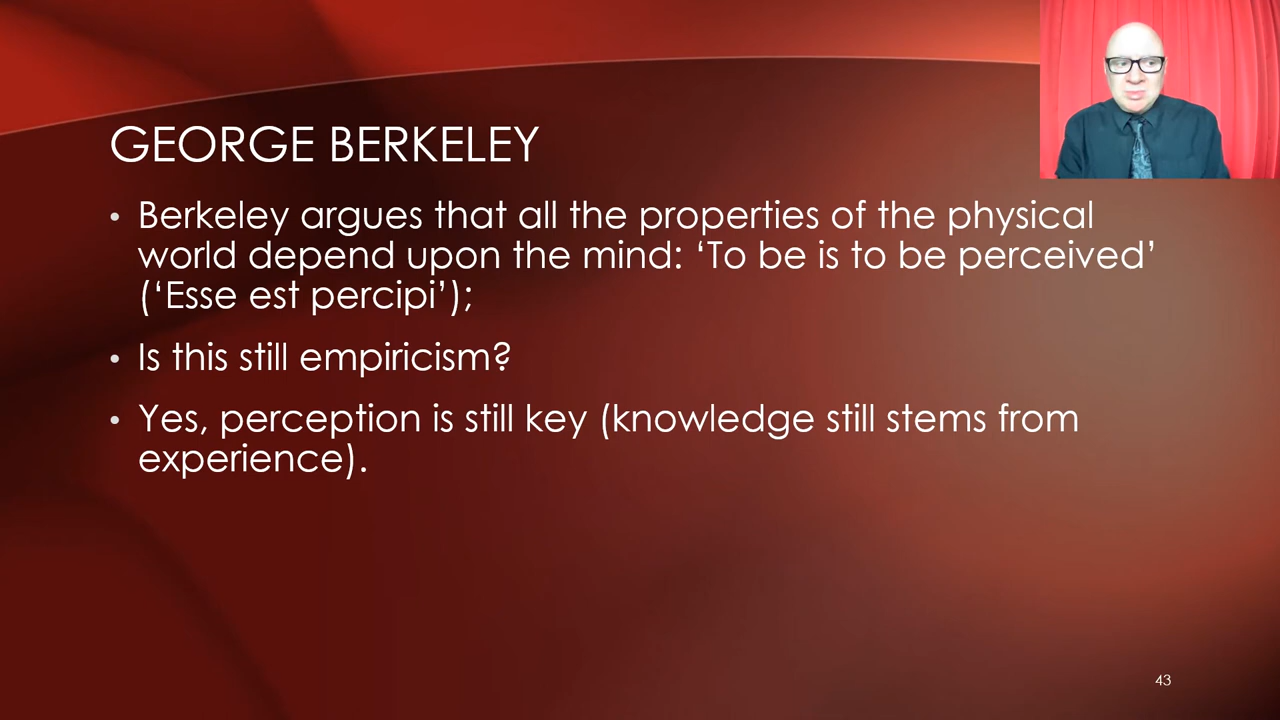 GEORGE BERKELEY
• Berkeley argues that all the properties of the physical
world depend upon the mind: ‘To be is to be perceived’
(‘Esse est percipi’);
• Is this still empiricism?
• Yes, perception is still key (knowledge still stems from
experience).
43